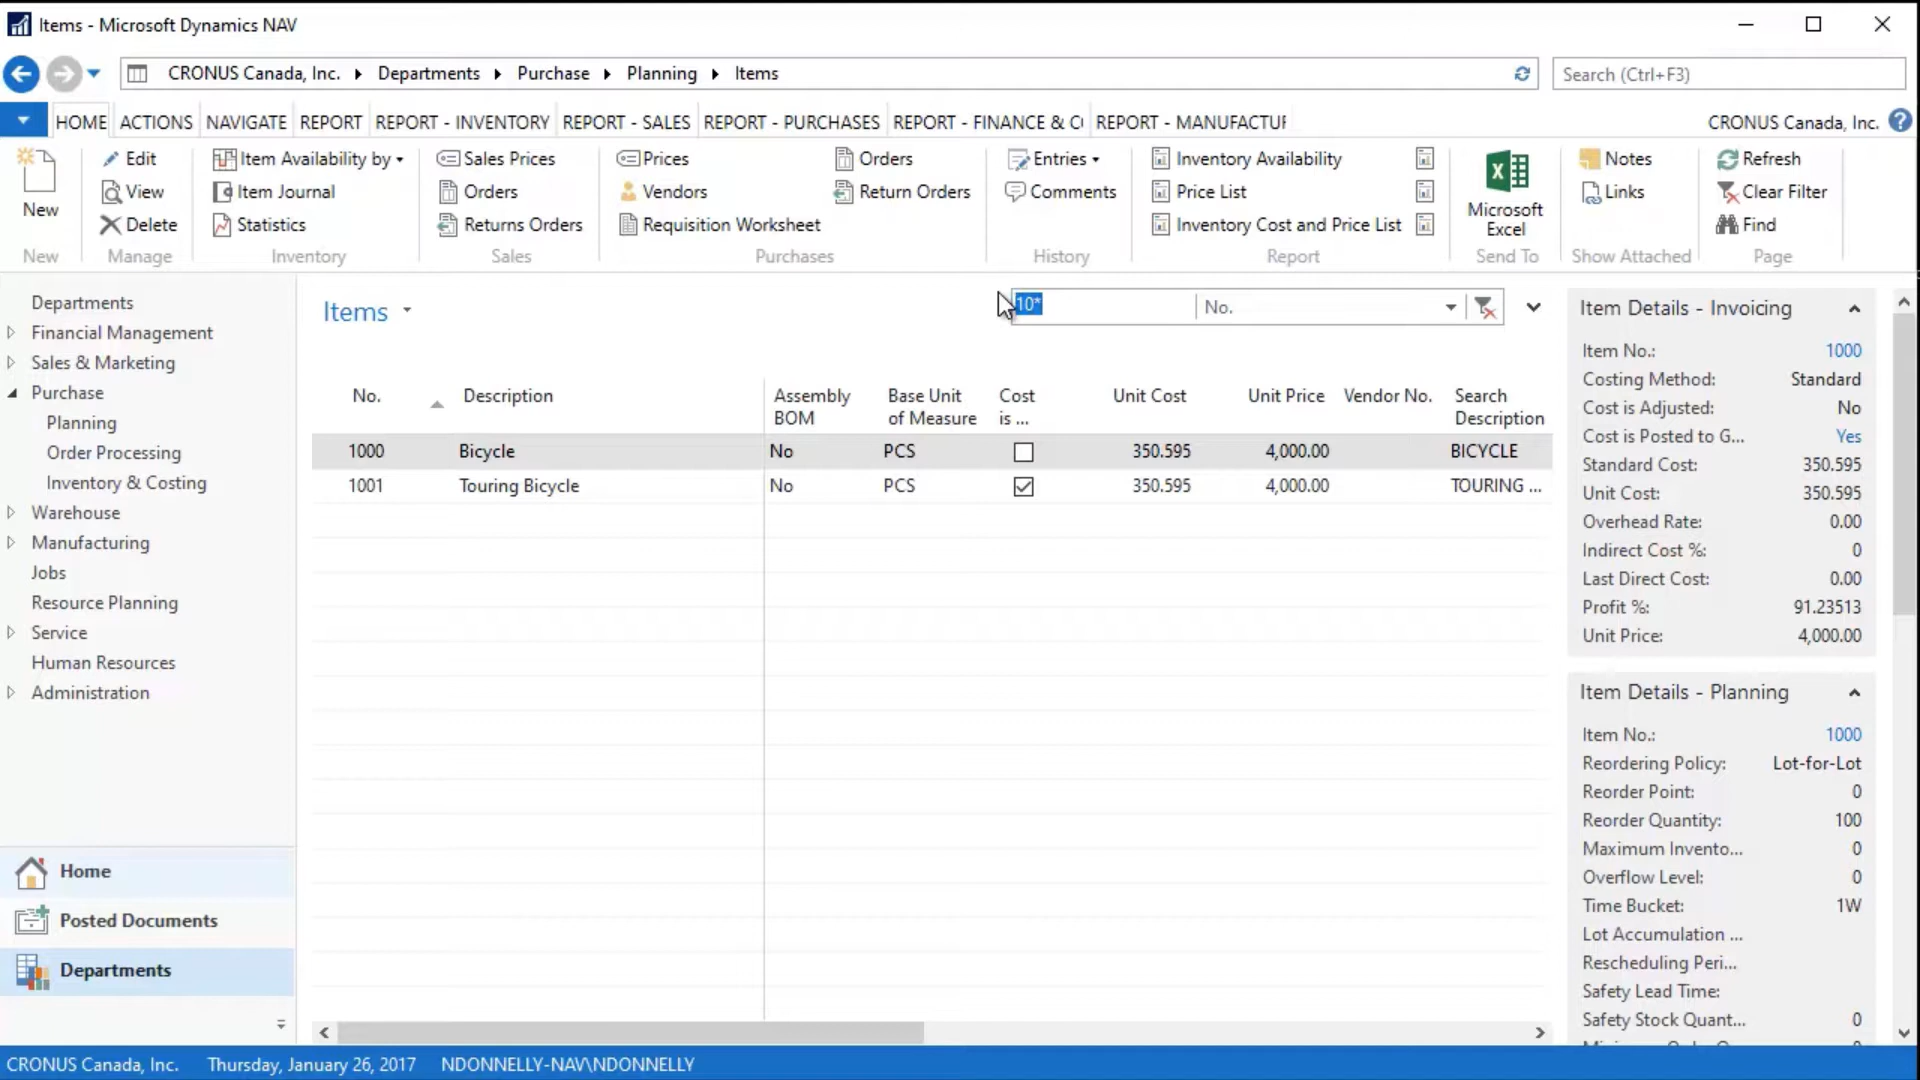 Items - Microsoft Dynamics NAV
CRONUS Canada, Inc. Departments Purchase Planning Items
Search (Ctrl+F3)
HOME ACTIONS NAVIGATE REPORT REPORT - INVENTORY REPORT - SALES REPORT - PURCHASES REPORT - FINANCE & CO REPORT - MANUFACTUR CRONUS Canada, Inc.
New
New
Edit
View
Delete
Manage
Item Availability by
Item Journal
Statistics
Inventory
Sales Prices
Orders
Returns Orders
Sales
Prices
Vendors
Requisition Worksheet
Orders
Return Orders
Purchases
Entries
Comments
History
Inventory Availability
Price List
Inventory Cost and Price List
Report
Microsoft
Excel
Send To
Notes
Links
Show Attached
Refresh
Clear Filter
Find
Page
Departments
Financial Management
Sales & Marketing
Purchase
Planning
Order Processing
Inventory & Costing
Warehouse
Manufacturing
Jobs
Resource Planning
Service
Human Resources
Administration
Home
Posted Documents
Departments
Items
10* No.
No. Description Assembly BOM Base Unit of Measure Cost is ... Unit Cost Unit Price Vendor No. Search Description
1000 Bicycle No PCS 350.595 4,000.00 BICYCLE
1001 Touring Bicycle No PCS 350.595 4,000.00 TOURING ...
Item Details - Invoicing
Item No.: 1000
Costing Method: Standard
Cost is Adjusted: No
Cost is Posted to G... Yes
Standard Cost: 350.595
Unit Cost: 350.595
Overhead Rate: 0.00
Indirect Cost %: 0
Last Direct Cost: 0.00
Profit %: 91.23513
Unit Price: 4,000.00
Item Details - Planning
Item No.: 1000
Reordering Policy: Lot-for-Lot
Reorder Point: 0
Reorder Quantity: 100
Maximum Invento... 0
Overflow Level: 0
Time Bucket: 1W
Lot Accumulation ...
Rescheduling Peri...
Safety Lead Time:
Safety Stock Quant... 0
CRONUS Canada, Inc. Thursday, January 26, 2017 NDONNELLY-NAV\NDONNELLY